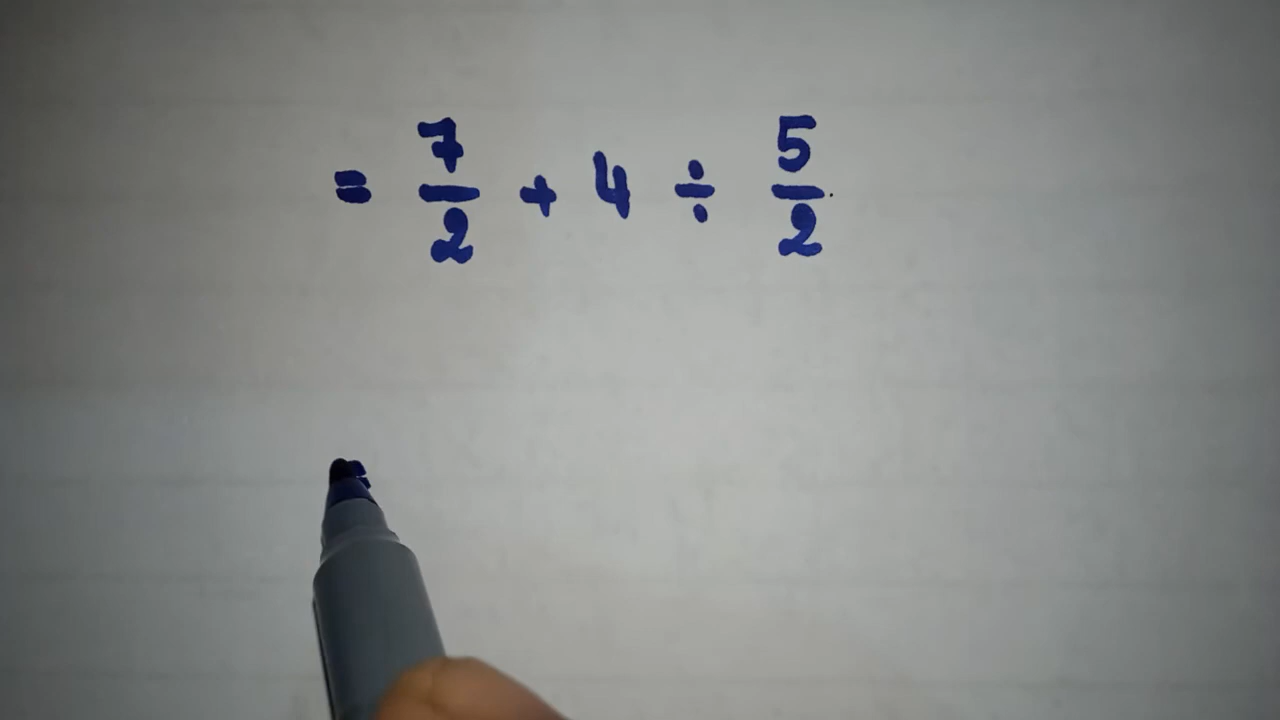 = 7/2 + 4 ÷ 5/2